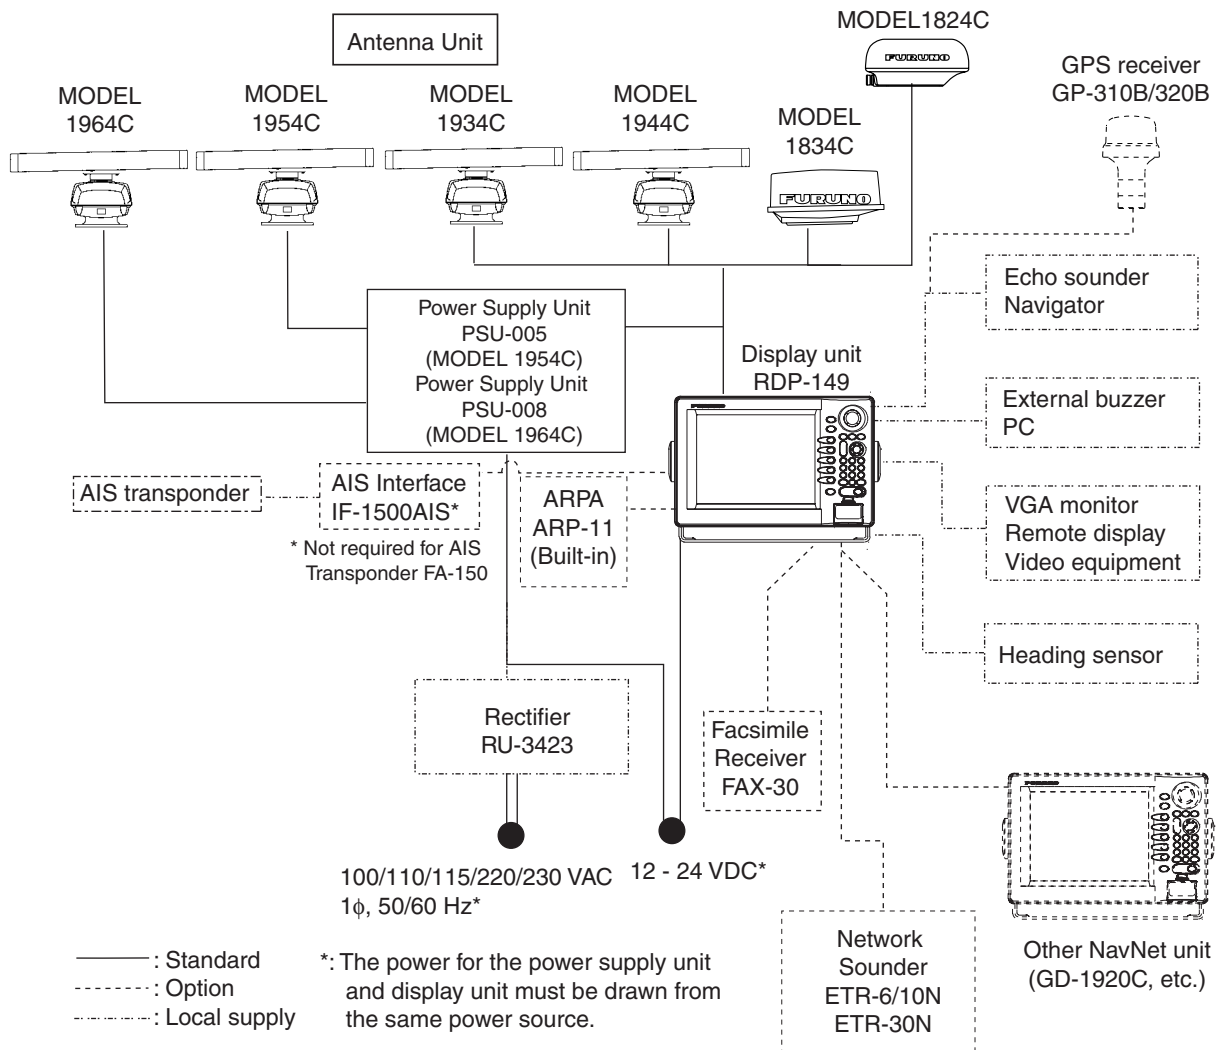 Antenna Unit
MODEL1824C
FURUNO
GPS receiver
GP-310B/320B
MODEL
1964C
MODEL
1954C
MODEL
1934C
MODEL
1944C
MODEL
1834C
FURUNO
Echo sounder
Navigator
Power Supply Unit
PSU-005
(MODEL 1954C)
Power Supply Unit
PSU-008
(MODEL 1964C)
Display unit
RDP-149
FURUNO
External buzzer
PC
AIS transponder
AIS Interface
IF-1500AIS*
* Not required for AIS
Transponder FA-150
ARPA
ARP-11
(Built-in)
VGA monitor
Remote display
Video equipment
Heading sensor
Rectifier
RU-3423
Facsimile
Receiver
FAX-30
FURUNO
100/110/115/220/230 VAC
1ϕ, 50/60 Hz*
12 - 24 VDC*
Network
Sounder
ETR-6/10N
ETR-30N
Other NavNet unit
(GD-1920C, etc.)
: Standard
: Option
: Local supply
*: The power for the power supply unit
and display unit must be drawn from
the same power source.